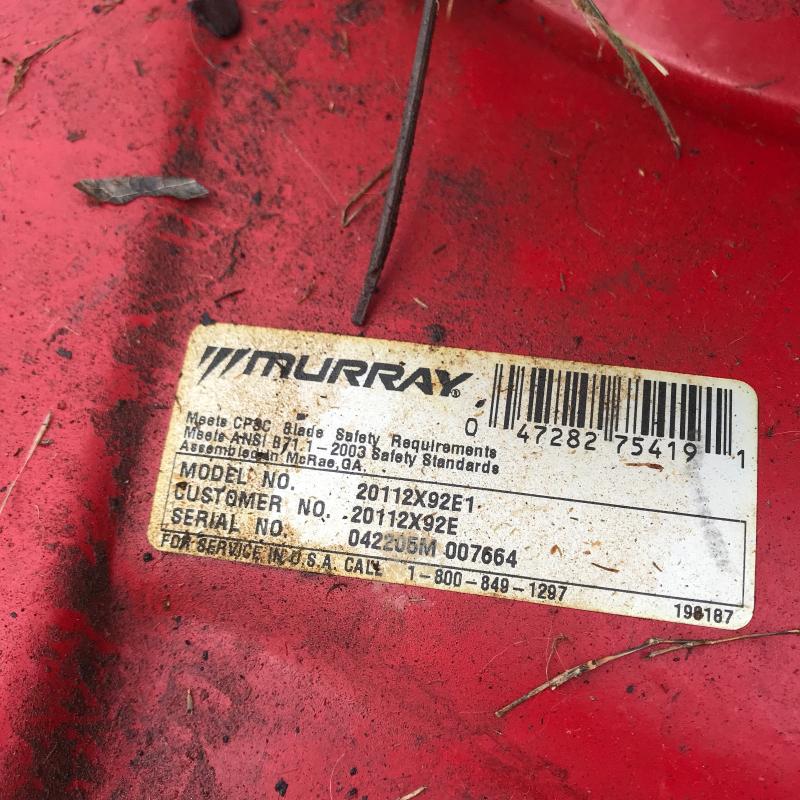 MURRAY®
0 47282 75419 1
Meets CPSC Blade Safety Requirements
Meets ANSI B71.1-2003 Safety Standards
Assembled in McRae, GA.
MODEL NO. 20112X92E1
CUSTOMER NO. 20112X92E
SERIAL NO. 042205M 007664
FOR SERVICE IN U.S.A. CALL 1-800-849-1297
198187